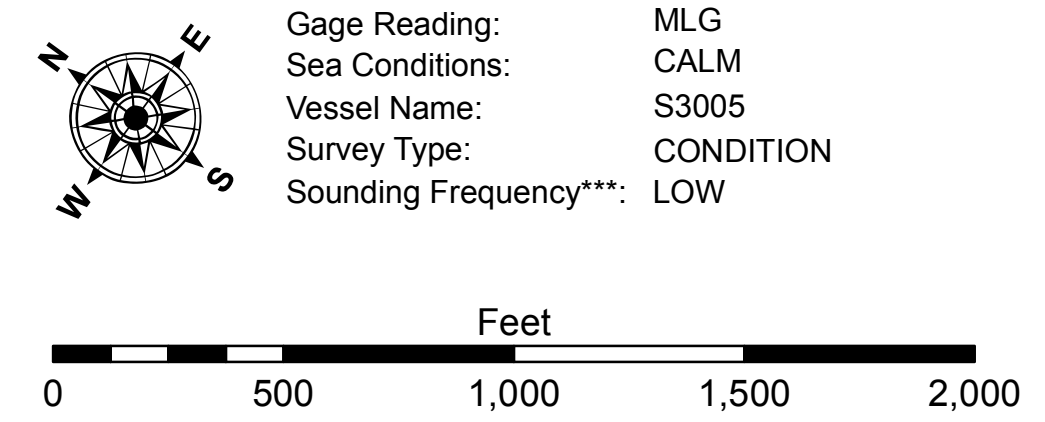 N E
W S
Gage Reading: MLG
Sea Conditions: CALM
Vessel Name: S3005
Survey Type: CONDITION
Sounding Frequency***: LOW
Feet
0 500 1,000 1,500 2,000